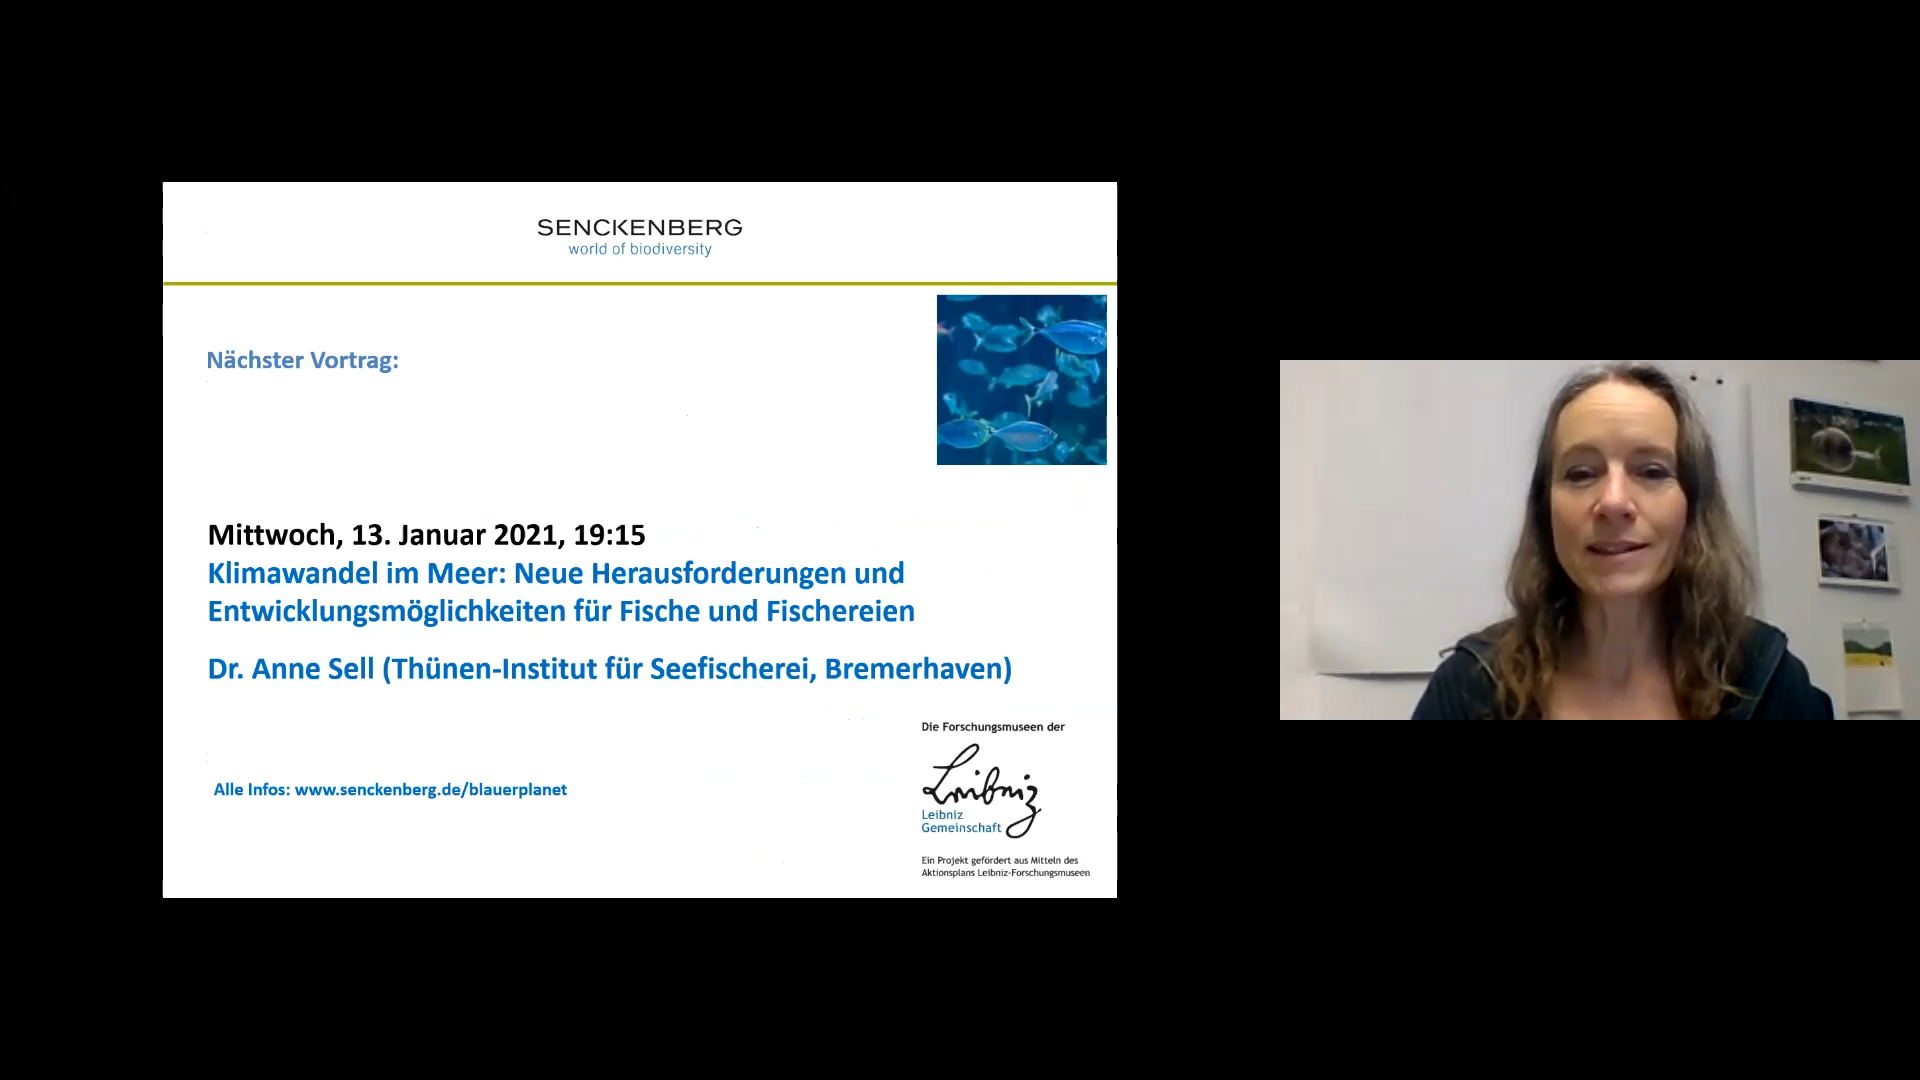 SENCKENBERG
world of biodiversity
Nächster Vortrag:
Mittwoch, 13. Januar 2021, 19:15
Klimawandel im Meer: Neue Herausforderungen und
Entwicklungsmöglichkeiten für Fische und Fischereien
Dr. Anne Sell (Thünen-Institut für Seefischerei, Bremerhaven)
Alle Infos: www.senckenberg.de/blauerplanet
Die Forschungsmuseen der
Leibniz
Leibniz
Gemeinschaft
Ein Projekt gefördert aus Mitteln des
Aktionsplans Leibniz-Forschungsmuseen